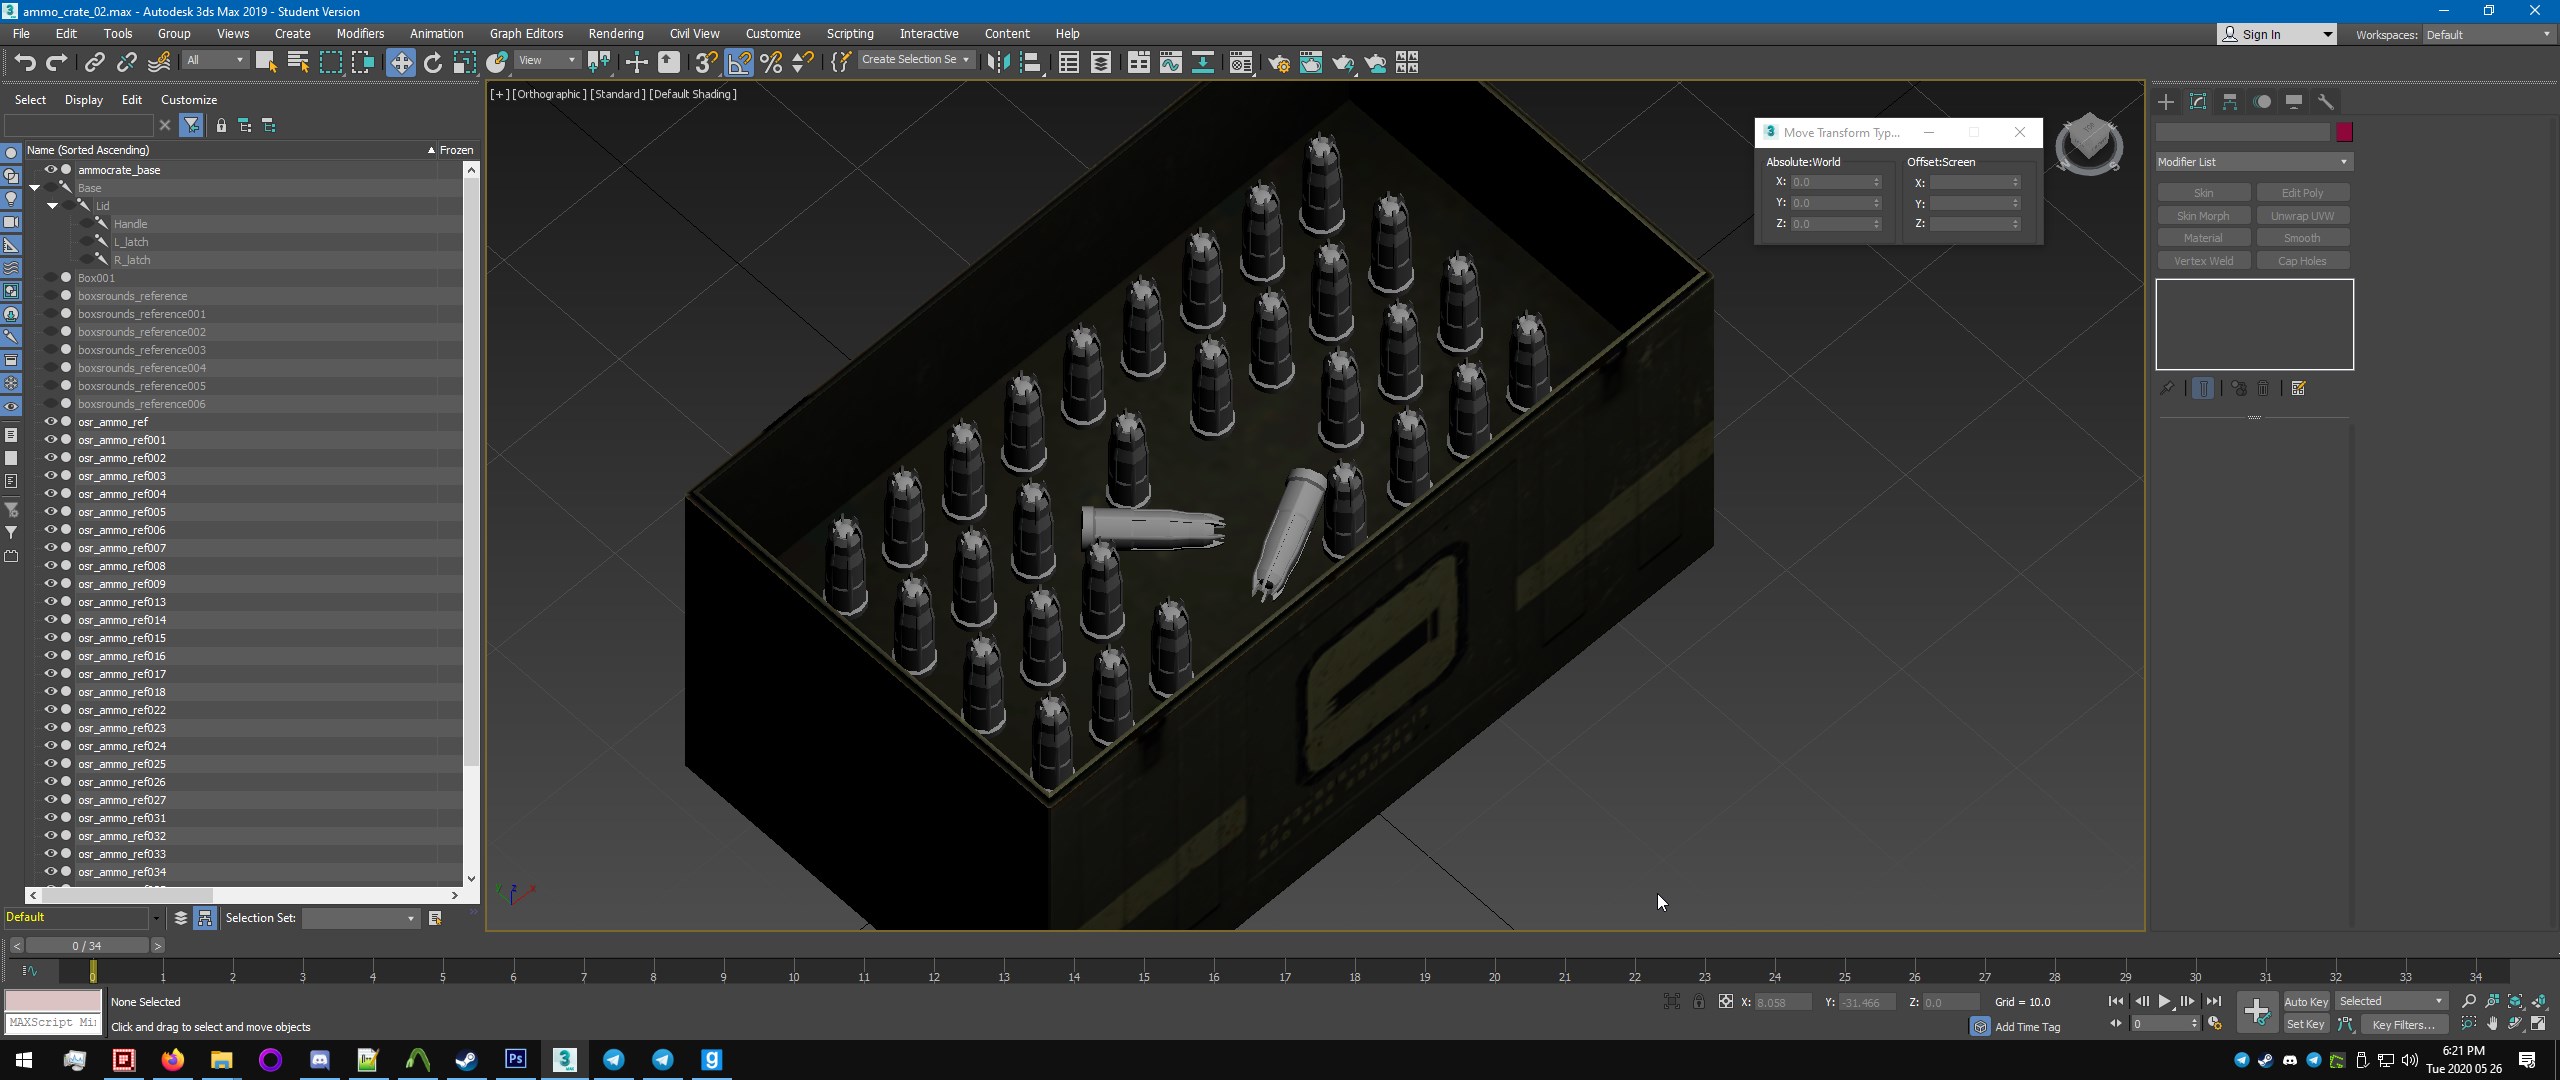 ammo_crate_02.max - Autodesk 3ds Max 2019 - Student Version
File Edit Tools Group Views Create Modifiers Animation Graph Editors Rendering Civil View Customize Scripting Interactive Content Help
Sign In
Workspaces: Default
All
View
Create Selection Se
Select Display Edit Customize
Name (Sorted Ascending) Frozen
ammocrate_base
Base
Lid
Handle
L_latch
R_latch
Box001
boxsrounds_reference
boxsrounds_reference001
boxsrounds_reference002
boxsrounds_reference003
boxsrounds_reference004
boxsrounds_reference005
boxsrounds_reference006
osr_ammo_ref
osr_ammo_ref001
osr_ammo_ref002
osr_ammo_ref003
osr_ammo_ref004
osr_ammo_ref005
osr_ammo_ref006
osr_ammo_ref007
osr_ammo_ref008
osr_ammo_ref009
osr_ammo_ref013
osr_ammo_ref014
osr_ammo_ref015
osr_ammo_ref016
osr_ammo_ref017
osr_ammo_ref018
osr_ammo_ref022
osr_ammo_ref023
osr_ammo_ref024
osr_ammo_ref025
osr_ammo_ref026
osr_ammo_ref027
osr_ammo_ref031
osr_ammo_ref032
osr_ammo_ref033
osr_ammo_ref034
[+] [Orthographic] [Standard] [Default Shading]
Move Transform Typ...
Absolute:World Offset:Screen
X: 0.0 X:
Y: 0.0 Y:
Z: 0.0 Z:
Modifier List
Skin Edit Poly
Skin Morph Unwrap UVW
Material Smooth
Vertex Weld Cap Holes
Default
Selection Set:
0 / 34
0 1 2 3 4 5 6 7 8 9 10 11 12 13 14 15 16 17 18 19 20 21 22 23 24 25 26 27 28 29 30 31 32 33 34
None Selected
X: 8.058 Y: -31.466 Z: 0.0 Grid = 10.0
Auto Key Selected
MAXScript Mi
Click and drag to select and move objects
Add Time Tag
0
Set Key Key Filters...
6:21 PM
Tue 2020 05 26